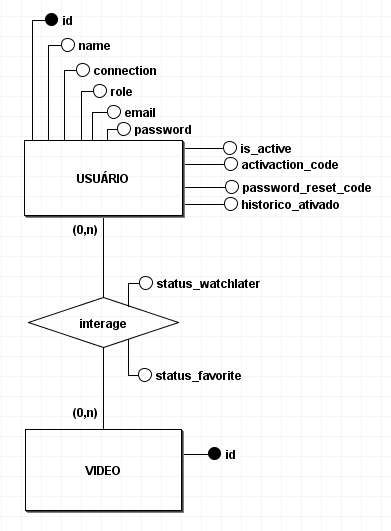 id
name
connection
role
email
password
USUÁRIO
is_active
activaction_code
password_reset_code
historico_ativado
(0,n)
status_watchlater
interage
status_favorite
(0,n)
VIDEO
id